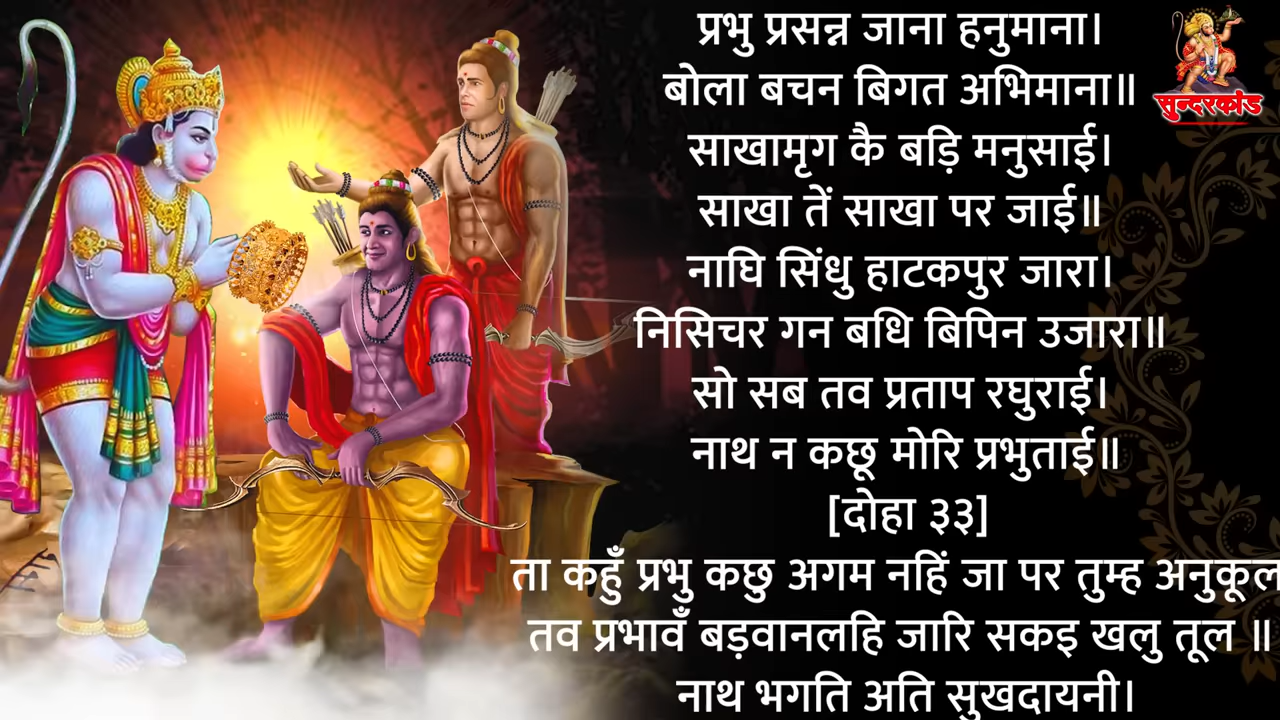 प्रभु प्रसन्न जाना हनुमाना।
बोला बचन बिगत अभिमाना॥
साखामृग कै बड़ि मनुसाई।
साखा तें साखा पर जाई॥
नाघि सिंधु हाटकपुर जारा।
निसिचर गन बधि बिपिन उजारा॥
सो सब तव प्रताप रघुराई।
नाथ न कछू मोरि प्रभुताई॥
[दोहा ३३]
ता कहुँ प्रभु कछु अगम नहिं जा पर तुम्ह अनुकूल
तव प्रभावँ बड़वानलहि जारि सकइ खलु तूल ॥
नाथ भगति अति सुखदायनी।
सुन्दरकांड